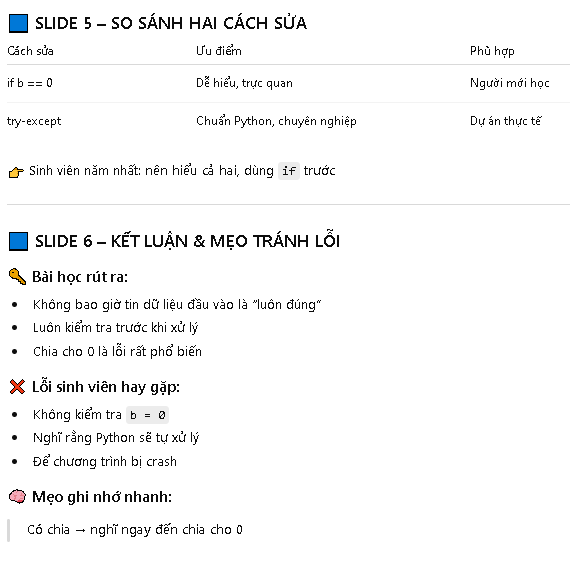 SLIDE 5 – SO SÁNH HAI CÁCH SỬA
Cách sửa Ưu điểm Phù hợp
if b == 0 Dễ hiểu, trực quan Người mới học
try-except Chuẩn Python, chuyên nghiệp Dự án thực tế
👉 Sinh viên năm nhất: nên hiểu cả hai, dùng if trước
SLIDE 6 – KẾT LUẬN & MẸO TRÁNH LỖI
Bài học rút ra:
Không bao giờ tin dữ liệu đầu vào là "luôn đúng"
Luôn kiểm tra trước khi xử lý
Chia cho 0 là lỗi rất phổ biến
Lỗi sinh viên hay gặp:
Không kiểm tra b = 0
Nghĩ rằng Python sẽ tự xử lý
Để chương trình bị crash
Mẹo ghi nhớ nhanh:
Có chia → nghĩ ngay đến chia cho 0